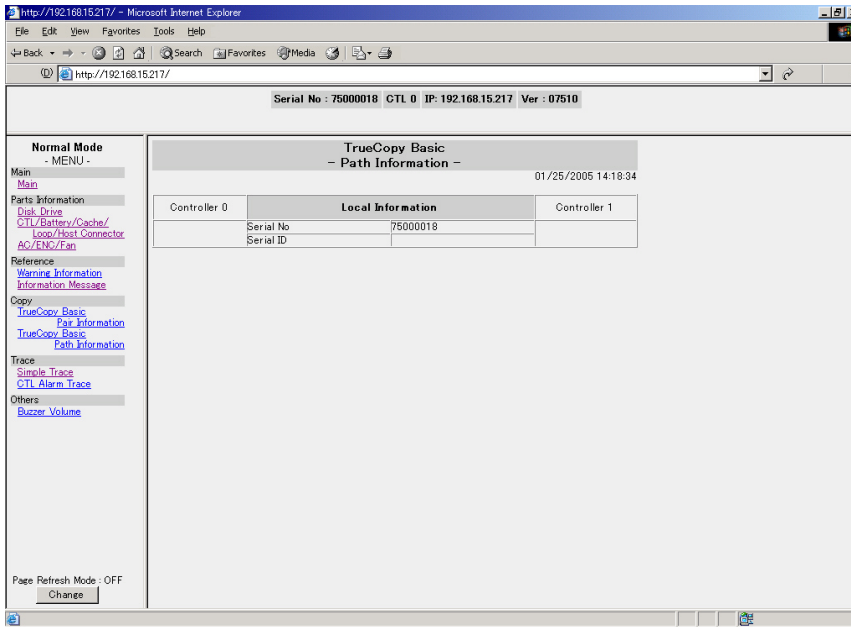 http://192.168.15.217/ - Microsoft Internet Explorer
File Edit View Favorites Tools Help
Back Search Favorites Media
(D) http://192.168.15.217/
Serial No : 75000018 CTL 0 IP: 192.168.15.217 Ver : 07510
Normal Mode
- MENU -
Main
Main
Parts Information
Disk Drive
CTL/Battery/Cache/
Loop/Host Connector
AC/ENC/Fan
Reference
Warning Information
Information Message
Copy
TrueCopy Basic
Pair Information
TrueCopy Basic
Path Information
Trace
Simple Trace
CTL Alarm Trace
Others
Buzzer Volume
Page Refresh Mode : OFF
Change
TrueCopy Basic
- Path Information -
01/25/2005 14:18:34
Controller 0 Local Information Controller 1
Serial No 75000018
Serial ID